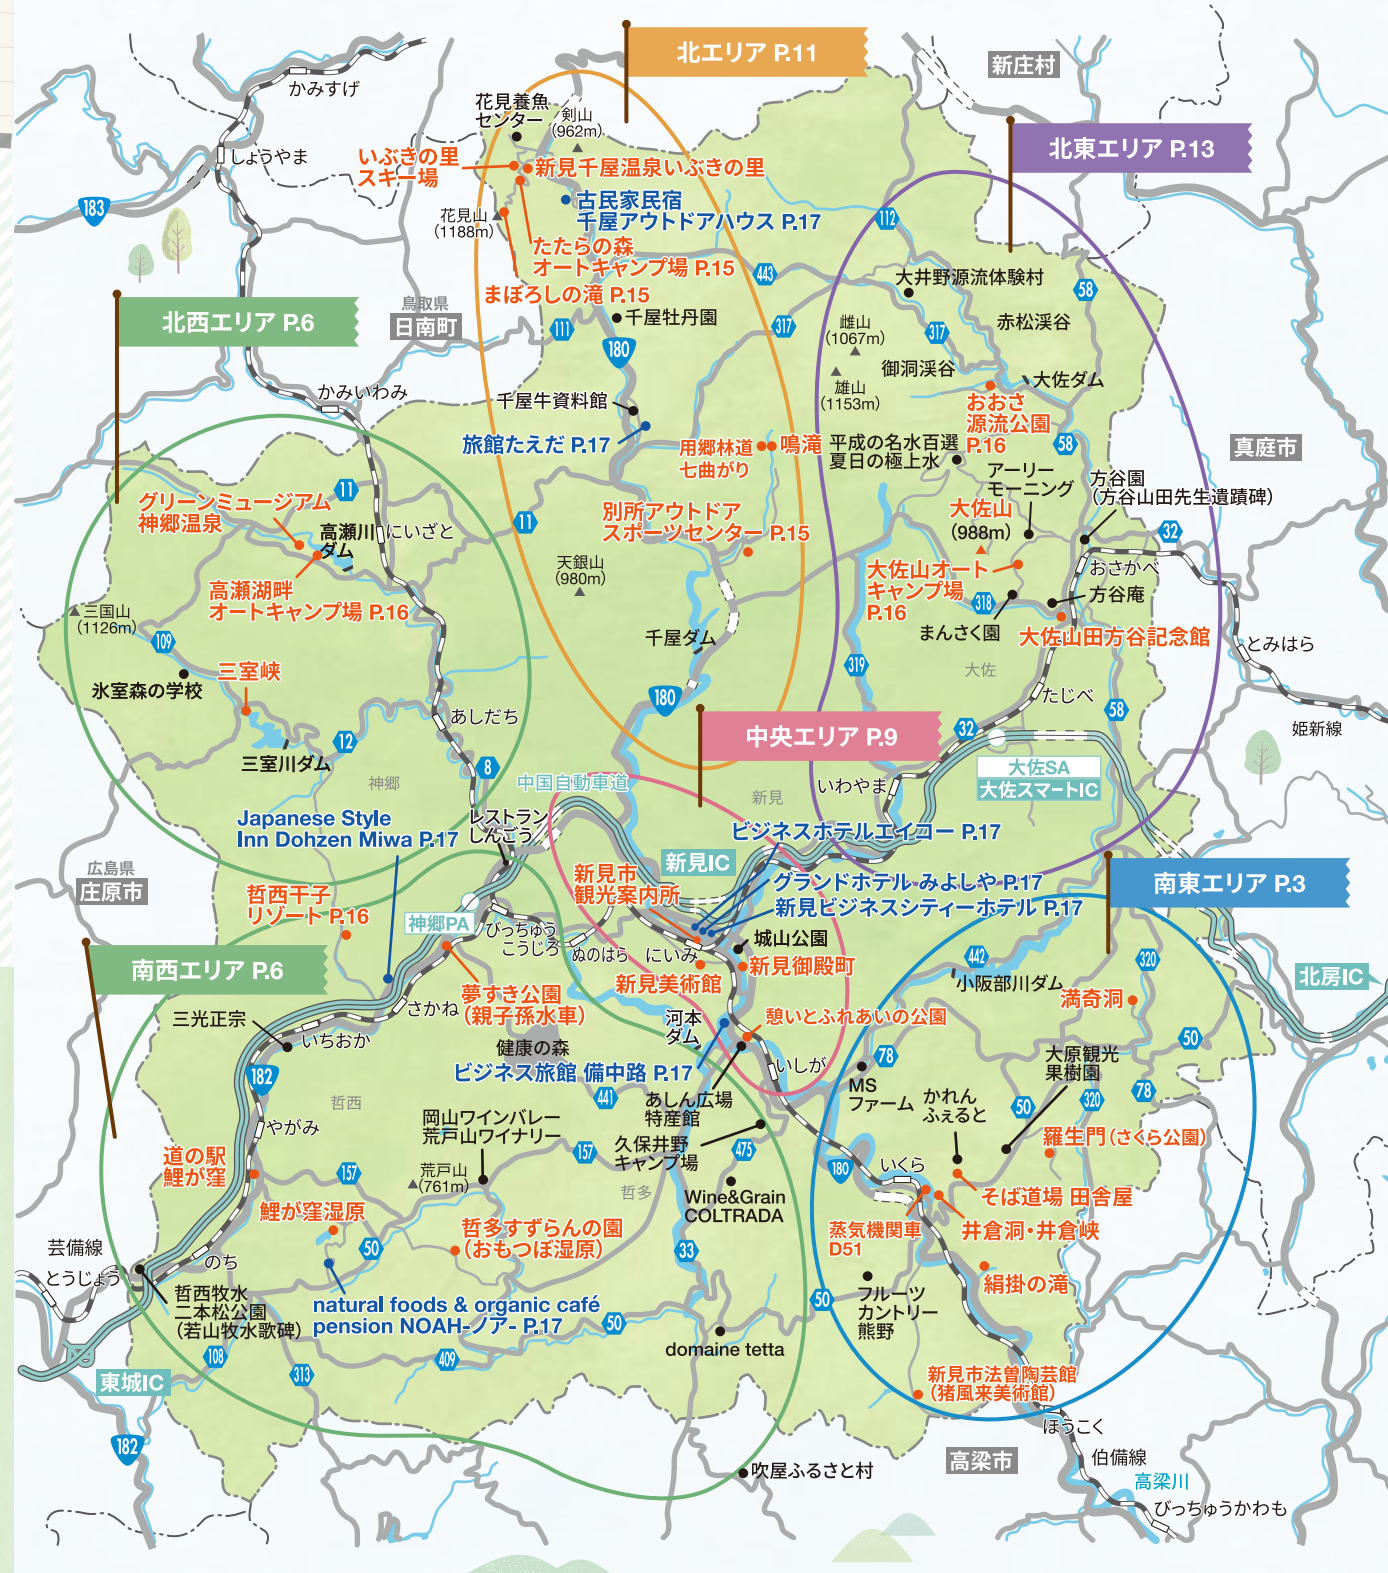 北エリア P.11
新庄村
かみすげ
花見養魚
センター
剣山
(962m)
北東エリア P.13
しょうやま
いぶきの里
スキー場
新見千屋温泉いぶきの里
183
古民家民宿
千屋アウトドアハウス P.17
花見山
(1188m)
112
たたらの森
オートキャンプ場 P.15
443
大井野源流体験村
58
まぼろしの滝 P.15
鳥取県
日南町
北西エリア P.6
111
千屋牡丹園
317
雌山
(1067m)
317
赤松渓谷
180
御洞渓谷
大佐ダム
かみいわみ
雄山
(1153m)
千屋牛資料館
おおさ
源流公園
P.16
旅館たえだ P.17
用郷林道
七曲がり
鳴滝
平成の名水百選
夏日の極上水
58
真庭市
アーリー
モーニング
方谷園
(方谷山田先生遺蹟碑)
11
グリーンミュージアム
神郷温泉
高瀬川
ダム
にいざと
11
別所アウトドア
スポーツセンター P.15
大佐山
(988m)
32
天銀山
(980m)
おさかべ
高瀬湖畔
オートキャンプ場 P.16
大佐山オート
キャンプ場
P.16
318
方谷庵
三国山
(1126m)
まんさく園
大佐山田方谷記念館
109
千屋ダム
とみはら
三室峡
319
大佐
氷室森の学校
180
たじべ
あしだち
58
姫新線
12
中央エリア P.9
32
三室川ダム
8
大佐SA
大佐スマートIC
神郷
中国自動車道
新見
いわやま
Japanese Style
Inn Dohzen Miwa P.17
レストラン
しんごう
ビジネスホテルエイコー P.17
新見IC
広島県
庄原市
新見市
観光案内所
グランドホテル みよしや P.17
南東エリア P.3
哲西干子
リゾート P.16
新見ビジネスシティーホテル P.17
神郷PA
びっちゅう
こうじろ
ぬのはら
にいみ
城山公園
南西エリア P.6
新見御殿町
442
320
北房IC
新見美術館
小阪部川ダム
満奇洞
三光正宗
さかね
夢すき公園
(親子孫水車)
河本
ダム
憩いとふれあいの公園
いちおか
健康の森
50
182
ビジネス旅館 備中路 P.17
いしが
78
大原観光
果樹園
MS
ファーム
かれん
ふぇると
78
哲西
441
あしん広場
特産館
50
320
やがみ
岡山ワインバレー
荒戸山ワイナリー
羅生門(さくら公園)
道の駅
鯉が窪
157
久保井野
キャンプ場
475
157
荒戸山
(761m)
180
いくら
哲多
Wine&Grain
COLTRADA
そば道場 田舎屋
鯉が窪湿原
哲多すずらんの園
(おもつぼ湿原)
蒸気機関車
D51
井倉洞・井倉峡
芸備線
とうじょう
のち
50
33
絹掛の滝
哲西牧水
二本松公園
(若山牧水歌碑)
natural foods & organic café
pension NOAH-ノア- P.17
50
50
フルーツ
カントリー
熊野
domaine tetta
108
409
東城IC
313
新見市法曽陶芸館
(猪風来美術館)
182
ほうこく
高梁市
伯備線
吹屋ふるさと村
高梁川
びっちゅうかわも